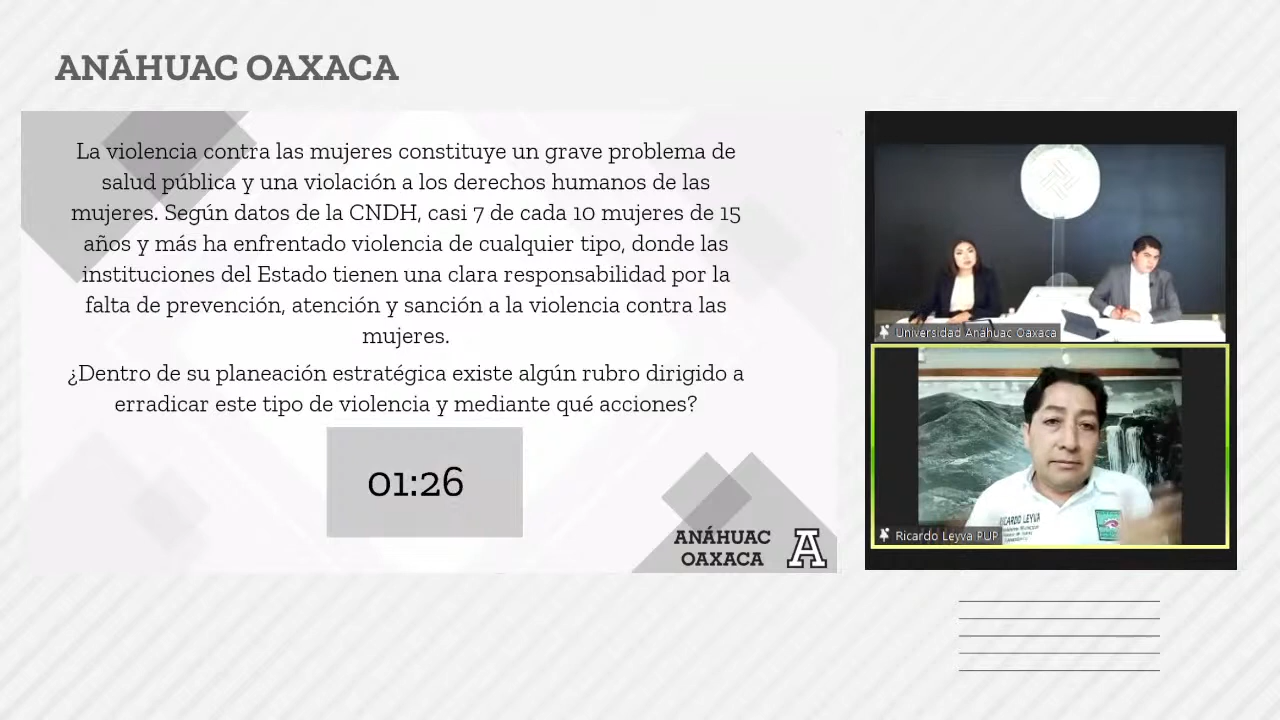 ANÁHUAC OAXACA
La violencia contra las mujeres constituye un grave problema de
salud pública y una violación a los derechos humanos de las
mujeres. Según datos de la CNDH, casi 7 de cada 10 mujeres de 15
años y más ha enfrentado violencia de cualquier tipo, donde las
instituciones del Estado tienen una clara responsabilidad por la
falta de prevención, atención y sanción a la violencia contra las
mujeres.
¿Dentro de su planeación estratégica existe algún rubro dirigido a
erradicar este tipo de violencia y mediante qué acciones?
01:26
ANÁHUAC
OAXACA
A
Universidad Anáhuac Oaxaca
RICARDO LEYVA
Ricardo Leyva PUP